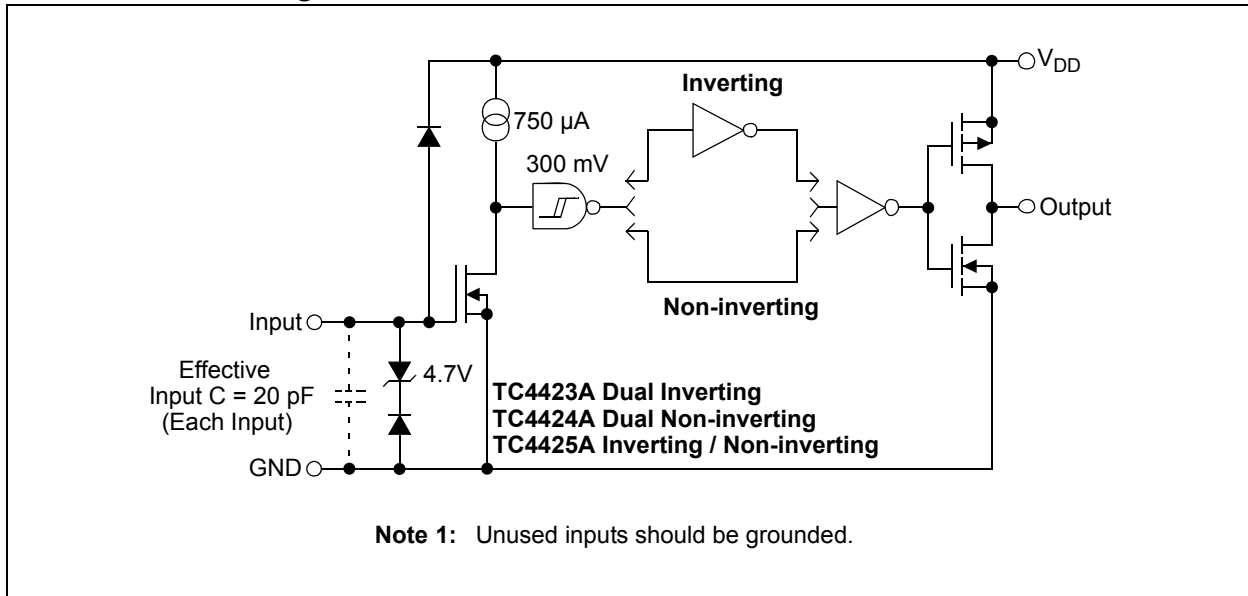 V_DD
Inverting
750 µA
300 mV
Output
Non-inverting
Input
Effective
Input C = 20 pF
(Each Input)
4.7V
TC4423A Dual Inverting
TC4424A Dual Non-inverting
TC4425A Inverting / Non-inverting
GND
Note 1: Unused inputs should be grounded.